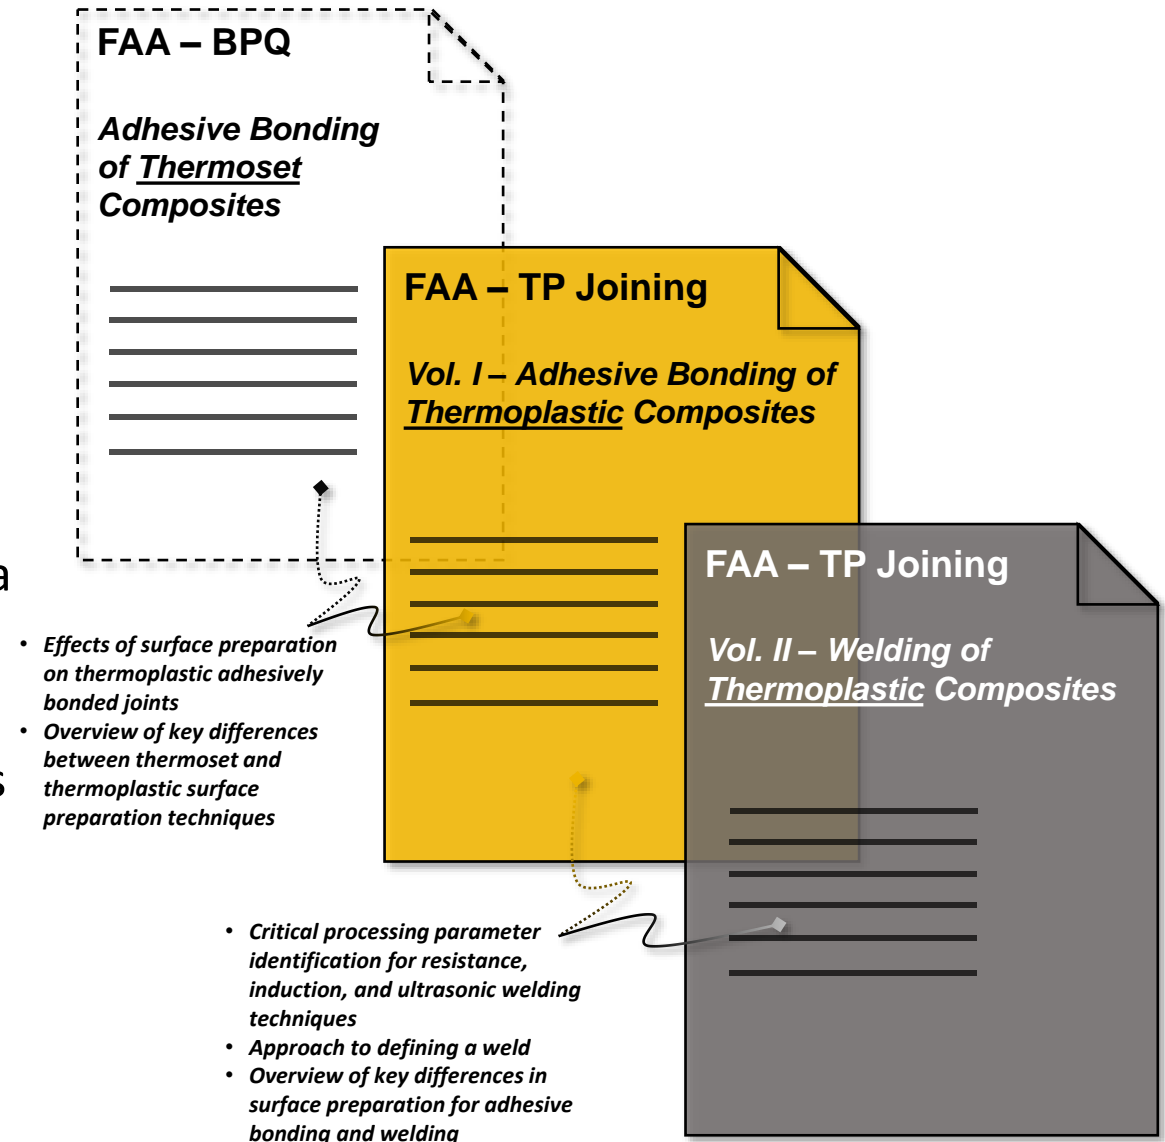 FAA – BPQ
Adhesive Bonding
of Thermoset
Composites
FAA – TP Joining
Vol. I – Adhesive Bonding of
Thermoplastic Composites
FAA – TP Joining
Vol. II – Welding of
Thermoplastic Composites
a
s
• Effects of surface preparation
on thermoplastic adhesively
bonded joints
• Overview of key differences
between thermoset and
thermoplastic surface
preparation techniques
• Critical processing parameter
identification for resistance,
induction, and ultrasonic welding
techniques
• Approach to defining a weld
• Overview of key differences in
surface preparation for adhesive
bonding and welding